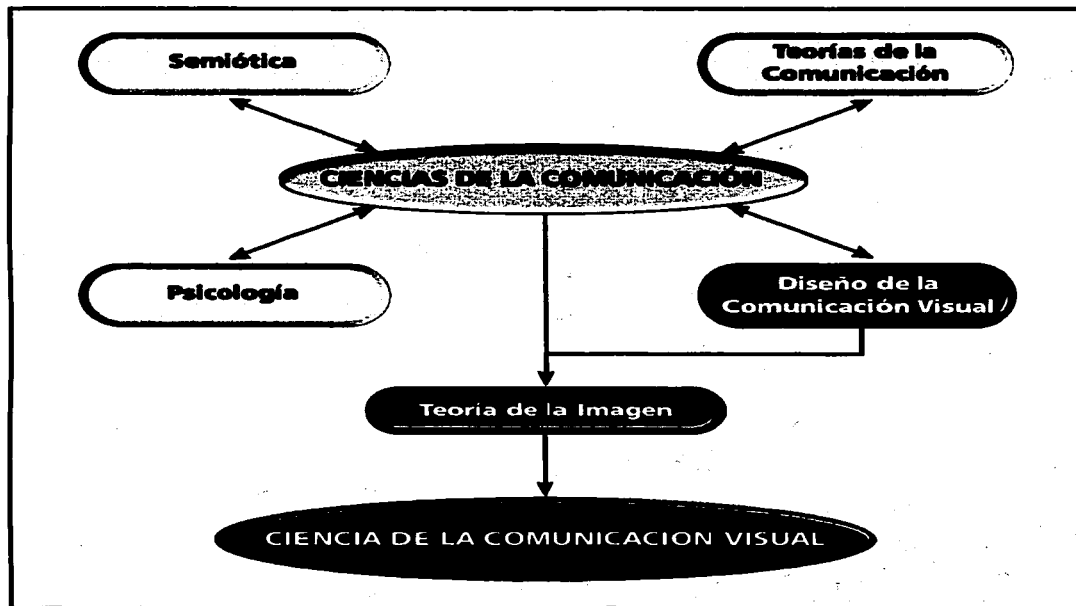 Semiótica
Teorías de la
Comunicación
CIENCIAS DE LA COMUNICACIÓN
Psicología
Diseño de la
Comunicación Visual
Teoría de la Imagen
CIENCIA DE LA COMUNICACION VISUAL